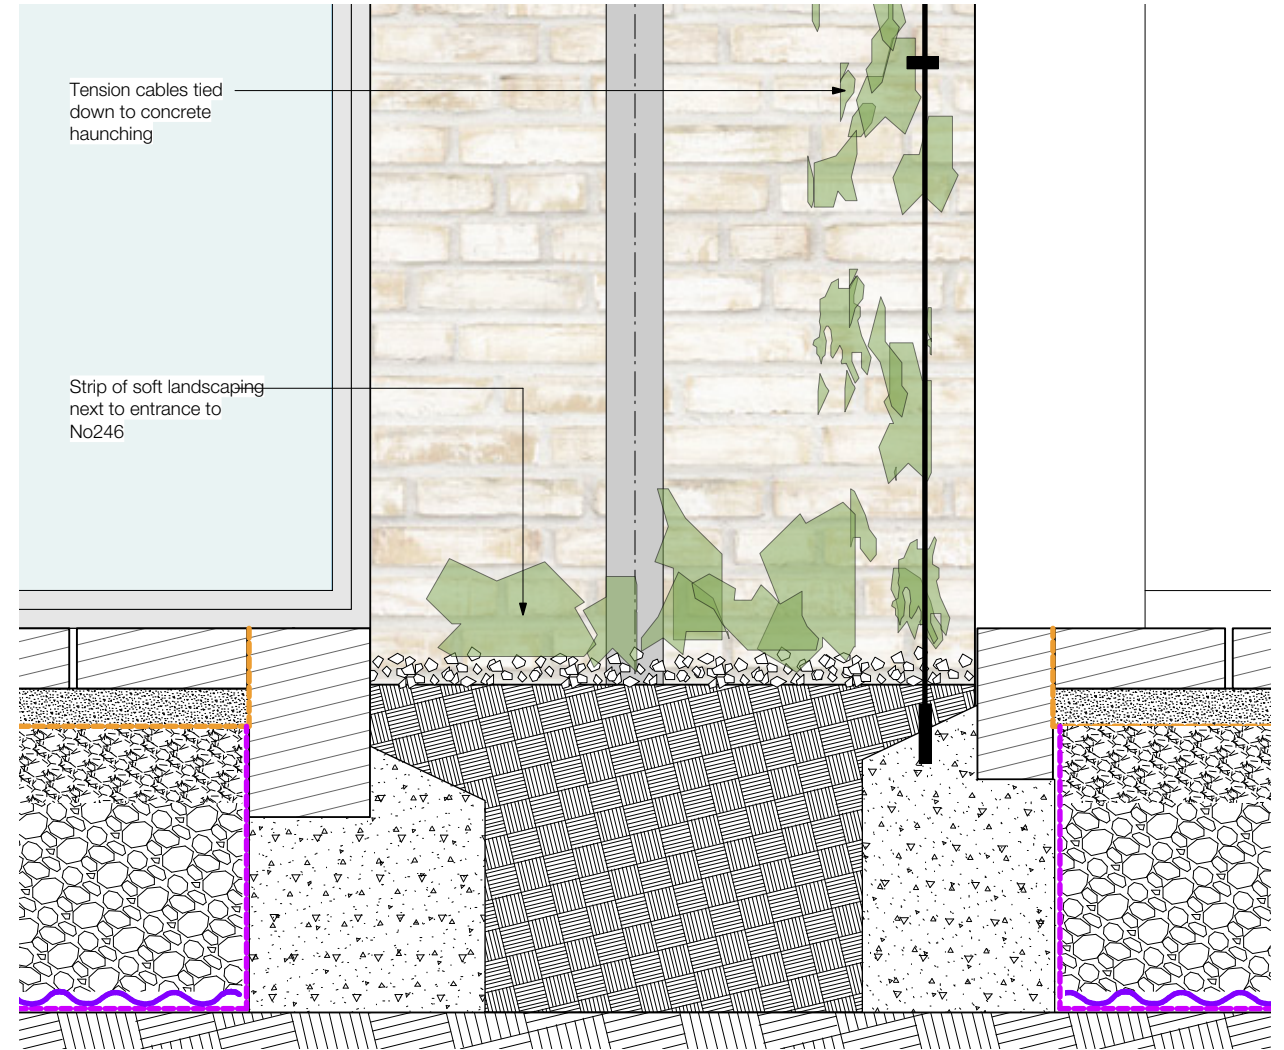 Tension cables tied
down to concrete
haunching
Strip of soft landscaping
next to entrance to
No246